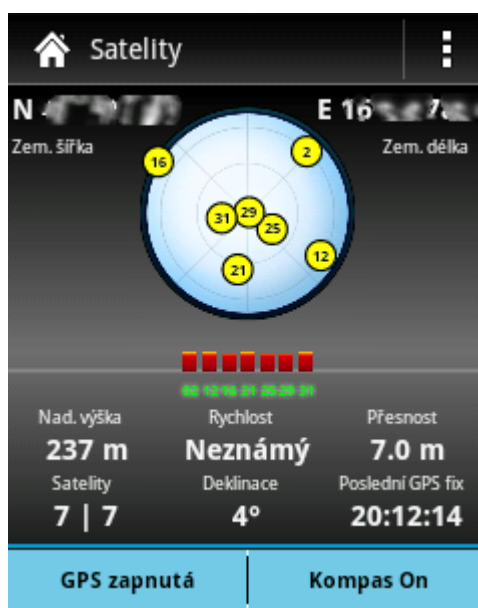 Satelity
N
E 16
Zem. šířka
Zem. délka
16
2
31
29
25
12
21
Nad. výška
Rychlost
Přesnost
237 m
Neznámý
7.0 m
Satelity
Deklinace
Poslední GPS fix
7 | 7
4°
20:12:14
GPS zapnutá
Kompas On